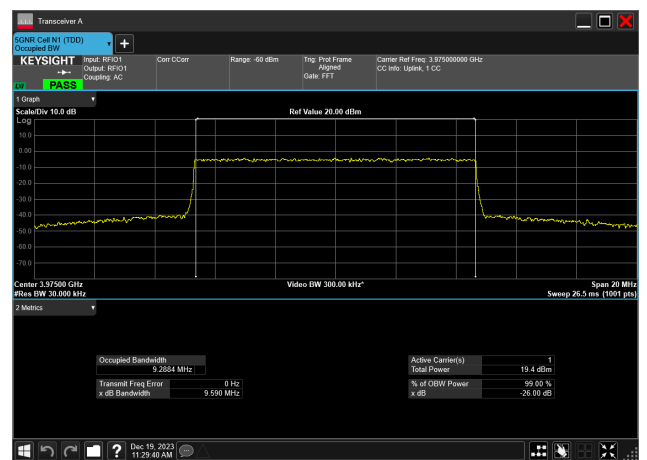 Transceiver A
5GNR Cell N1 (TDD)
Occupied BW
KEYSIGHT
LV
PASS
Input: RFIO1
Output: RFIO1
Coupling: AC
Corr CCorr
Range: -60 dBm
Trig: Prot Frame
Aligned
Gate: FFT
Carrier Ref Freq: 3.975000000 GHz
CC Info: Uplink, 1 CC
1 Graph
Scale/Div 10.0 dB
Ref Value 20.00 dBm
Log
10.0
0.00
-10.0
-20.0
-30.0
-40.0
-50.0
-60.0
-70.0
Center 3.97500 GHz
Video BW 300.00 kHz*
Span 20 MHz
#Res BW 30.000 kHz
Sweep 26.5 ms (1001 pts)
2 Metrics
Occupied Bandwidth
9.2884 MHz
Transmit Freq Error 0 Hz
x dB Bandwidth 9.590 MHz
Active Carrier(s) 1
Total Power 19.4 dBm
% of OBW Power 99.00 %
x dB -26.00 dB
?
Dec 19, 2023
11:29:40 AM